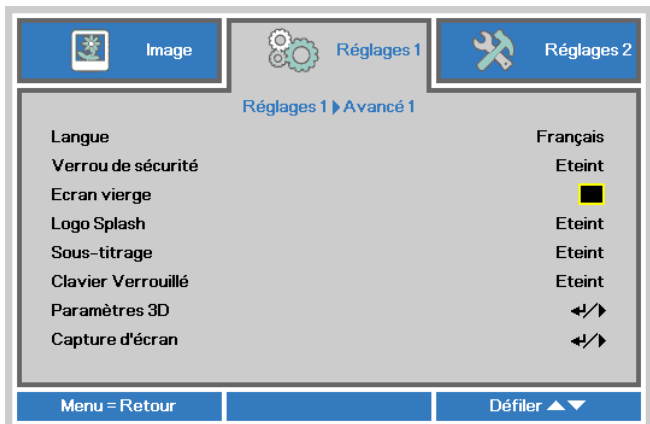 Image
Réglages 1
Réglages 2
Réglages 1 Avancé 1
Langue Français
Verrou de sécurité Eteint
Ecran vierge
Logo Splash Eteint
Sous-titrage Eteint
Clavier Verrouillé Eteint
Paramètres 3D /
Capture d'écran /
Menu = Retour
Défiler